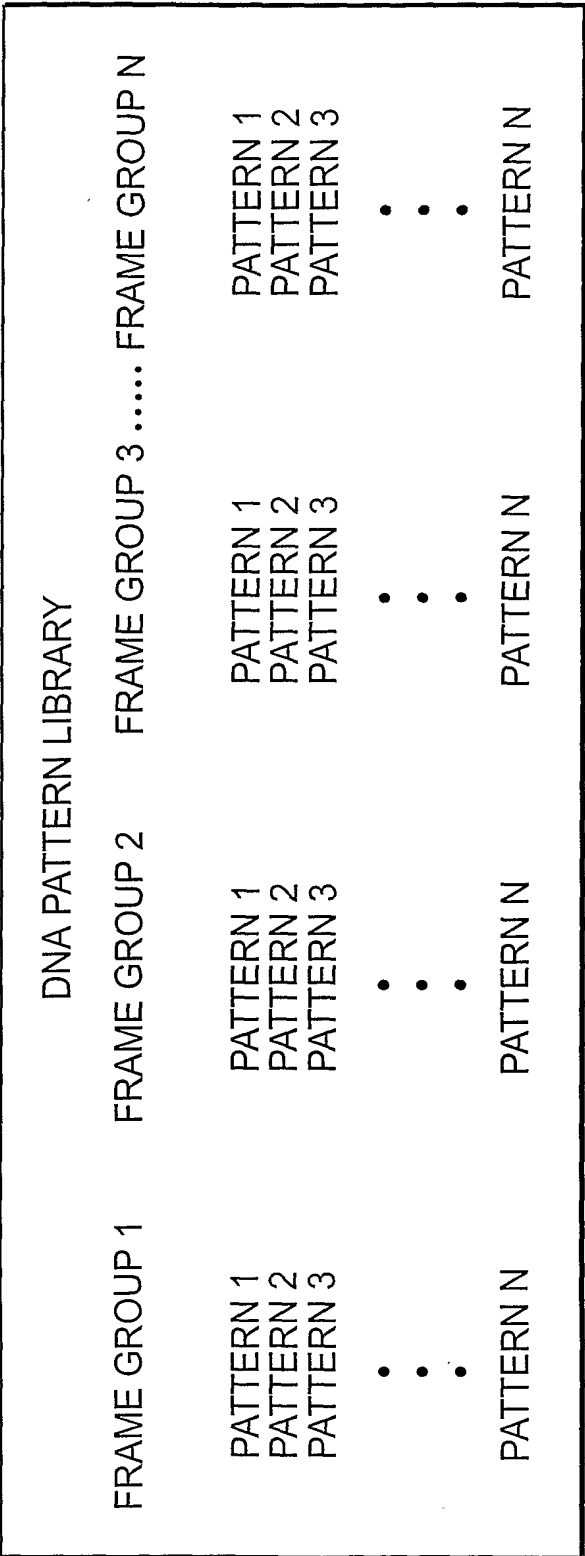 DNA PATTERN LIBRARY
FRAME GROUP 1 FRAME GROUP 2 FRAME GROUP 3 ..... FRAME GROUP N
PATTERN 1 PATTERN 1 PATTERN 1 PATTERN 1
PATTERN 2 PATTERN 2 PATTERN 2 PATTERN 2
PATTERN 3 PATTERN 3 PATTERN 3 PATTERN 3
• • • •
• • • •
• • • •
PATTERN N PATTERN N PATTERN N PATTERN N